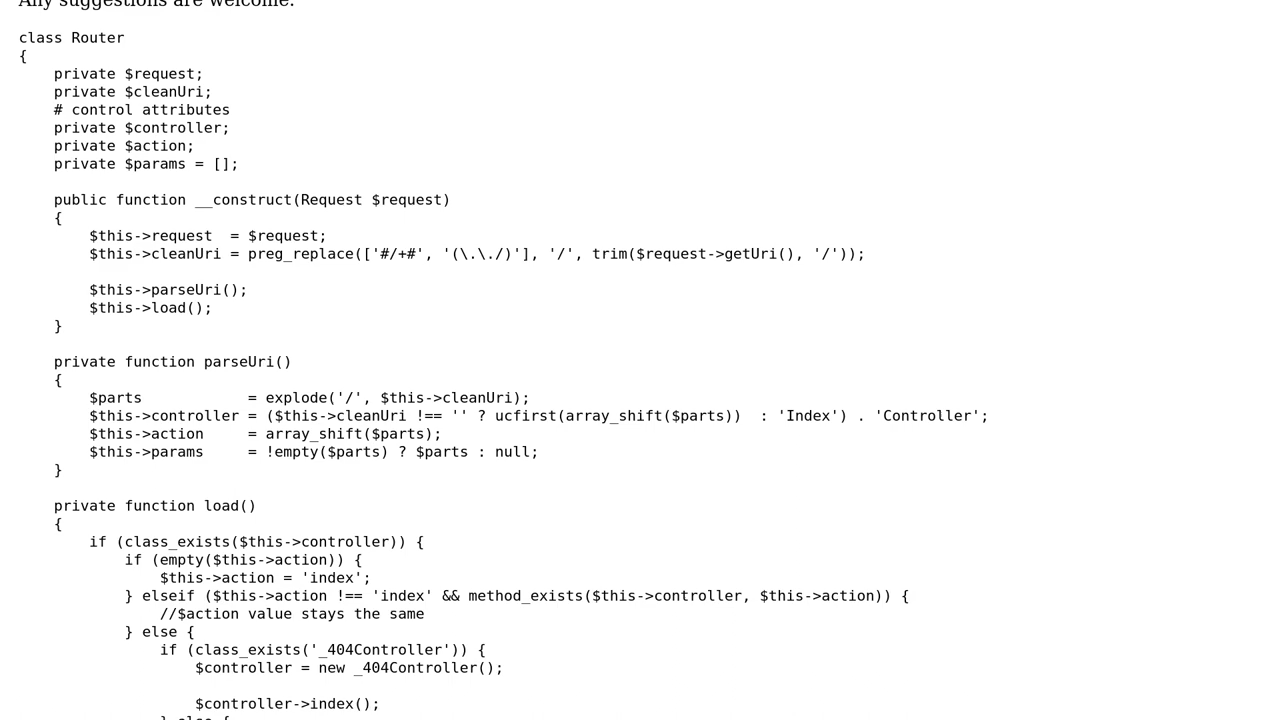 Any suggestions are welcome.
class Router
{
    private $request;
    private $cleanUri;
    # control attributes
    private $controller;
    private $action;
    private $params = [];

    public function __construct(Request $request)
    {
        $this->request  = $request;
        $this->cleanUri = preg_replace(['#/+#', '(\.\./)'], '/', trim($request->getUri(), '/'));

        $this->parseUri();
        $this->load();
    }

    private function parseUri()
    {
        $parts            = explode('/', $this->cleanUri);
        $this->controller = ($this->cleanUri !== '' ? ucfirst(array_shift($parts))  : 'Index') . 'Controller';
        $this->action     = array_shift($parts);
        $this->params     = !empty($parts) ? $parts : null;
    }

    private function load()
    {
        if (class_exists($this->controller)) {
            if (empty($this->action)) {
                $this->action = 'index';
            } elseif ($this->action !== 'index' && method_exists($this->controller, $this->action)) {
                //$action value stays the same
            } else {
                if (class_exists('_404Controller')) {
                    $controller = new _404Controller();

                    $controller->index();
                } else {